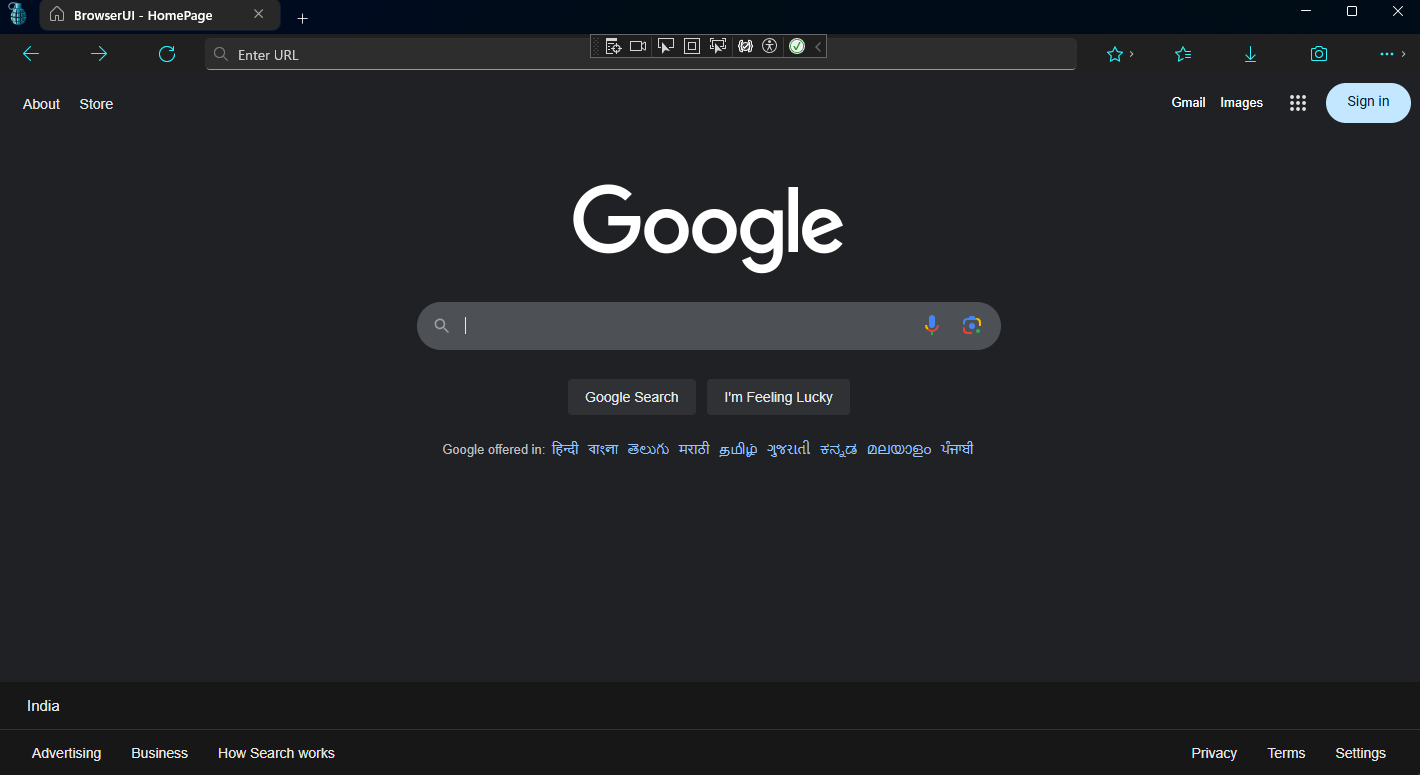 BrowserUI - HomePage
Enter URL
About Store Gmail Images Sign in
Google
Google Search I'm Feeling Lucky
Google offered in: हिन्दी বাংলা తెలుగు मराठी தமிழ் ગુજરાતી ಕನ್ನಡ മലയാളം ਪੰਜਾਬੀ
India
Advertising Business How Search works Privacy Terms Settings